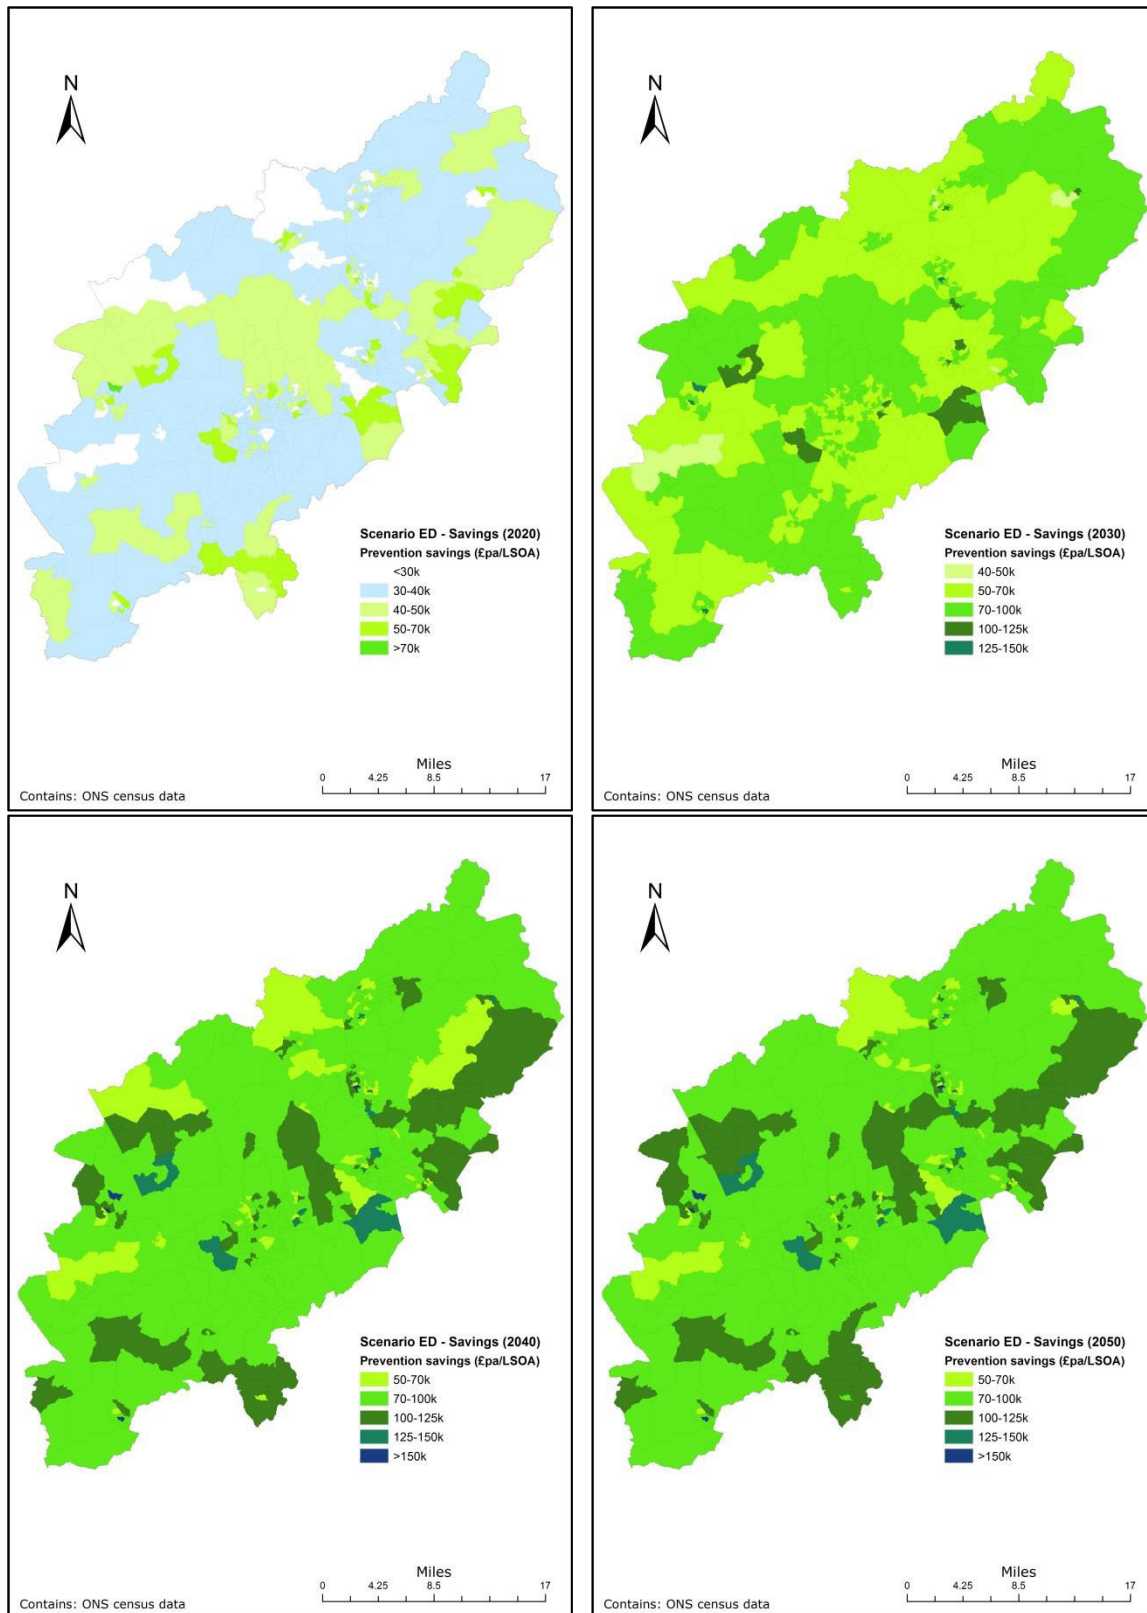 N
Scenario ED - Savings (2020)
Prevention savings (£pa/LSOA)
<30k
30-40k
40-50k
50-70k
>70k
Miles
0 4.25 8.5 17
Contains: ONS census data
N
Scenario ED - Savings (2030)
Prevention savings (£pa/LSOA)
40-50k
50-70k
70-100k
100-125k
125-150k
Miles
0 4.25 8.5 17
Contains: ONS census data
N
Scenario ED - Savings (2040)
Prevention savings (£pa/LSOA)
50-70k
70-100k
100-125k
125-150k
>150k
Miles
0 4.25 8.5 17
Contains: ONS census data
N
Scenario ED - Savings (2050)
Prevention savings (£pa/LSOA)
50-70k
70-100k
100-125k
125-150k
>150k
Miles
0 4.25 8.5 17
Contains: ONS census data